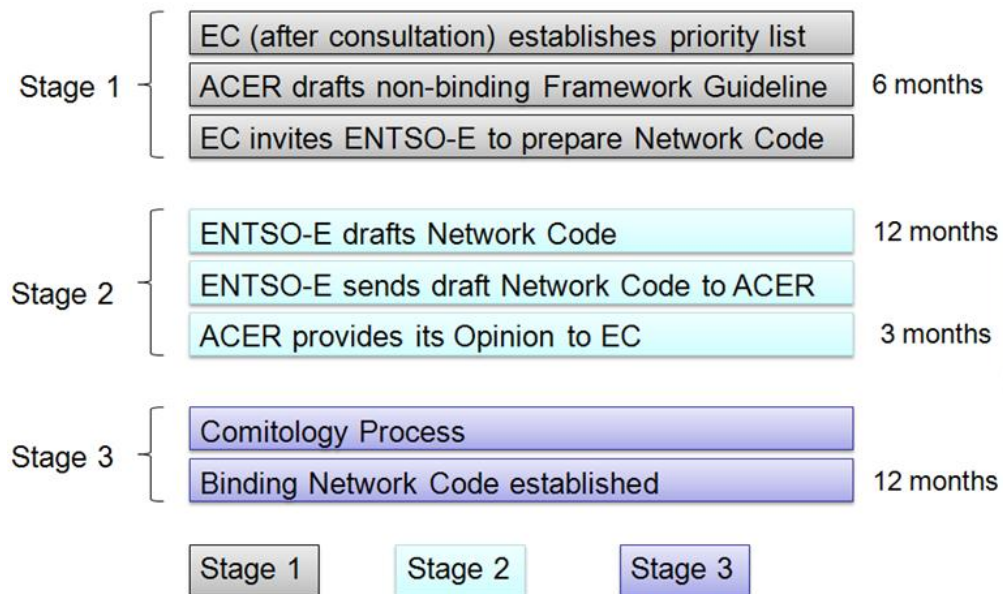 EC (after consultation) establishes priority list
Stage 1
ACER drafts non-binding Framework Guideline
6 months
EC invites ENTSO-E to prepare Network Code
ENTSO-E drafts Network Code
12 months
Stage 2
ENTSO-E sends draft Network Code to ACER
ACER provides its Opinion to EC
3 months
Comitology Process
Stage 3
Binding Network Code established
12 months
Stage 1
Stage 2
Stage 3